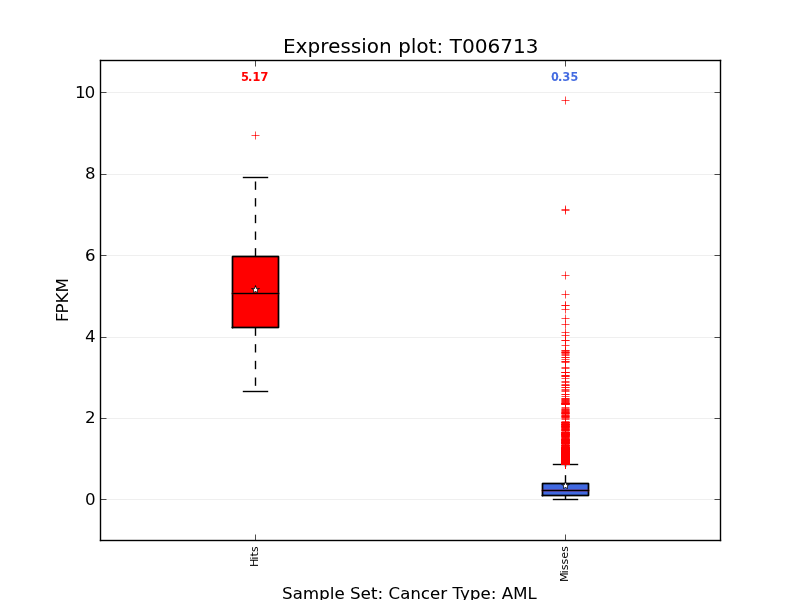 Expression plot: T006713
5.17
0.35
10
8
6
4
2
0
FPKM
Hits
Misses
Sample Set: Cancer Type: AML